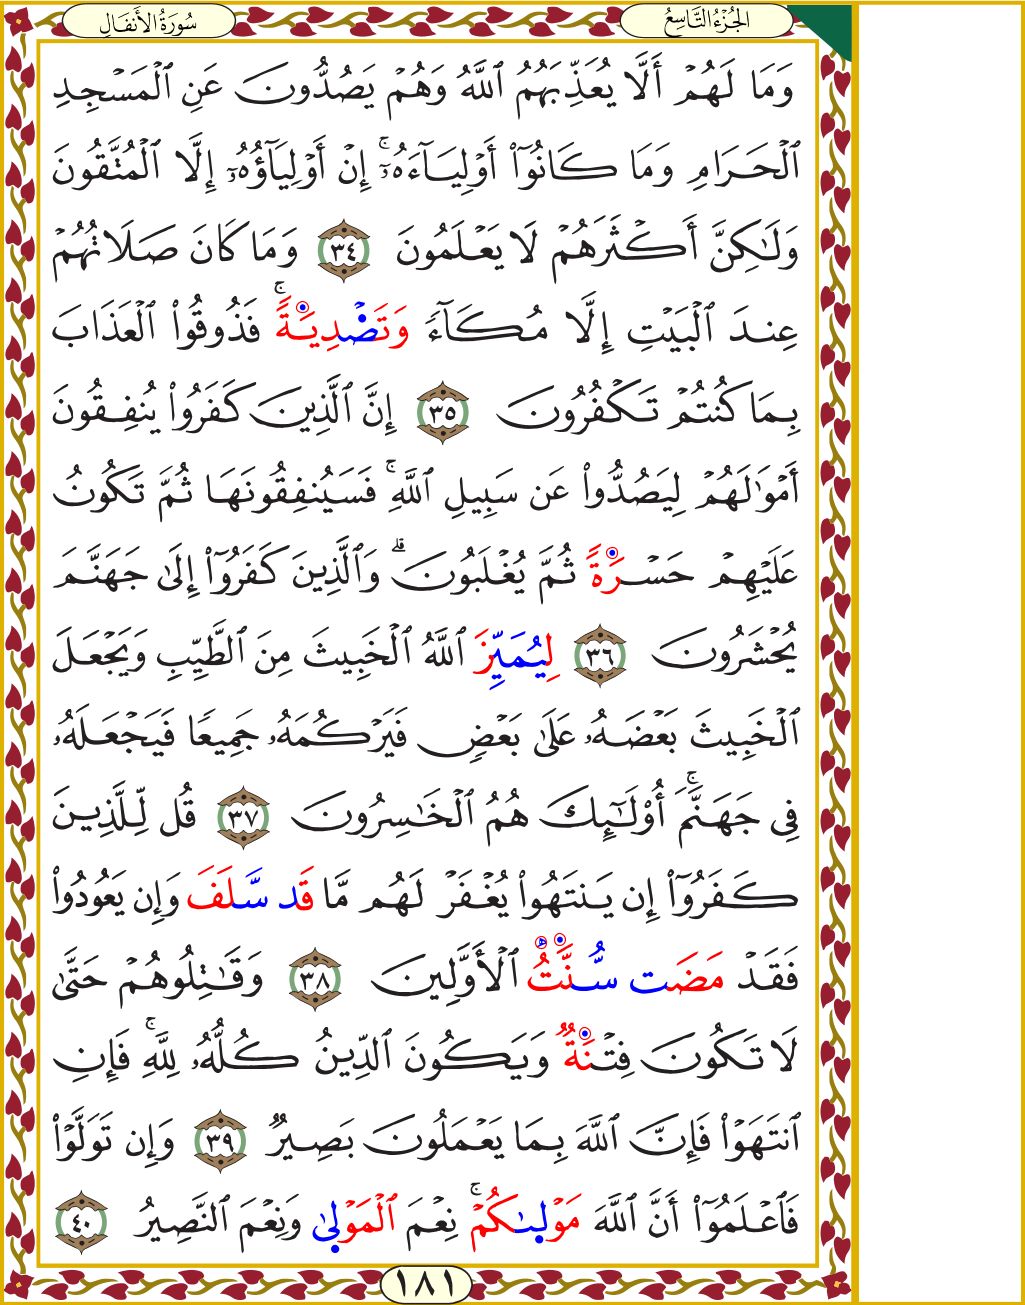 الجُزْءُ التَّاسِعُ
سُورَةُ الأَنفَالِ
وَمَا لَهُمْ أَلَّا يُعَذِّبَهُمُ ٱللَّهُ وَهُمْ يَصُدُّونَ عَنِ ٱلْمَسْجِدِ
ٱلْحَرَامِ وَمَا كَانُوٓا۟ أَوْلِيَآءَهُۥٓ ۚ إِنْ أَوْلِيَآؤُهُۥٓ إِلَّا ٱلْمُتَّقُونَ
وَلَٰكِنَّ أَكْثَرَهُمْ لَا يَعْلَمُونَ ٣٤ وَمَا كَانَ صَلَاتُهُمْ
عِندَ ٱلْبَيْتِ إِلَّا مُكَآءً وَتَصْدِيَةً ۚ فَذُوقُوا۟ ٱلْعَذَابَ
بِمَا كُنتُمْ تَكْفُرُونَ ٣٥ إِنَّ ٱلَّذِينَ كَفَرُوا۟ يُنفِقُونَ
أَمْوَٰلَهُمْ لِيَصُدُّوا۟ عَن سَبِيلِ ٱللَّهِ ۚ فَسَيُنفِقُونَهَا ثُمَّ تَكُونُ
عَلَيْهِمْ حَسْرَةً ثُمَّ يُغْلَبُونَ ۗ وَٱلَّذِينَ كَفَرُوٓا۟ إِلَىٰ جَهَنَّمَ
يُحْشَرُونَ ٣٦ لِيُمَيِّزَ ٱللَّهُ ٱلْخَبِيثَ مِنَ ٱلطَّيِّبِ وَيَجْعَلَ
ٱلْخَبِيثَ بَعْضَهُۥ عَلَىٰ بَعْضٍ فَيَرْكُمَهُۥ جَمِيعًا فَيَجْعَلَهُۥ
فِى جَهَنَّمَ ۚ أُو۟لَٰٓئِكَ هُمُ ٱلْخَٰسِرُونَ ٣٧ قُل لِّلَّذِينَ
كَفَرُوٓا۟ إِن يَنتَهُوا۟ يُغْفَرْ لَهُم مَّا قَد سَّلَفَ وَإِن يَعُودُوا۟
فَقَدْ مَضَت سُّنَّتُ ٱلْأَوَّلِينَ ٣٨ وَقَٰتِلُوهُمْ حَتَّىٰ
لَا تَكُونَ فِتْنَةٌ وَيَكُونَ ٱلدِّينُ كُلُّهُۥ لِلَّهِ ۚ فَإِنِ
ٱنتَهَوْا۟ فَإِنَّ ٱللَّهَ بِمَا يَعْمَلُونَ بَصِيرٌ ٣٩ وَإِن تَوَلَّوْا۟
فَٱعْلَمُوٓا۟ أَنَّ ٱللَّهَ مَوْلَىٰكُمْ ۚ نِعْمَ ٱلْمَوْلَىٰ وَنِعْمَ ٱلنَّصِيرُ ٤٠
١٨١